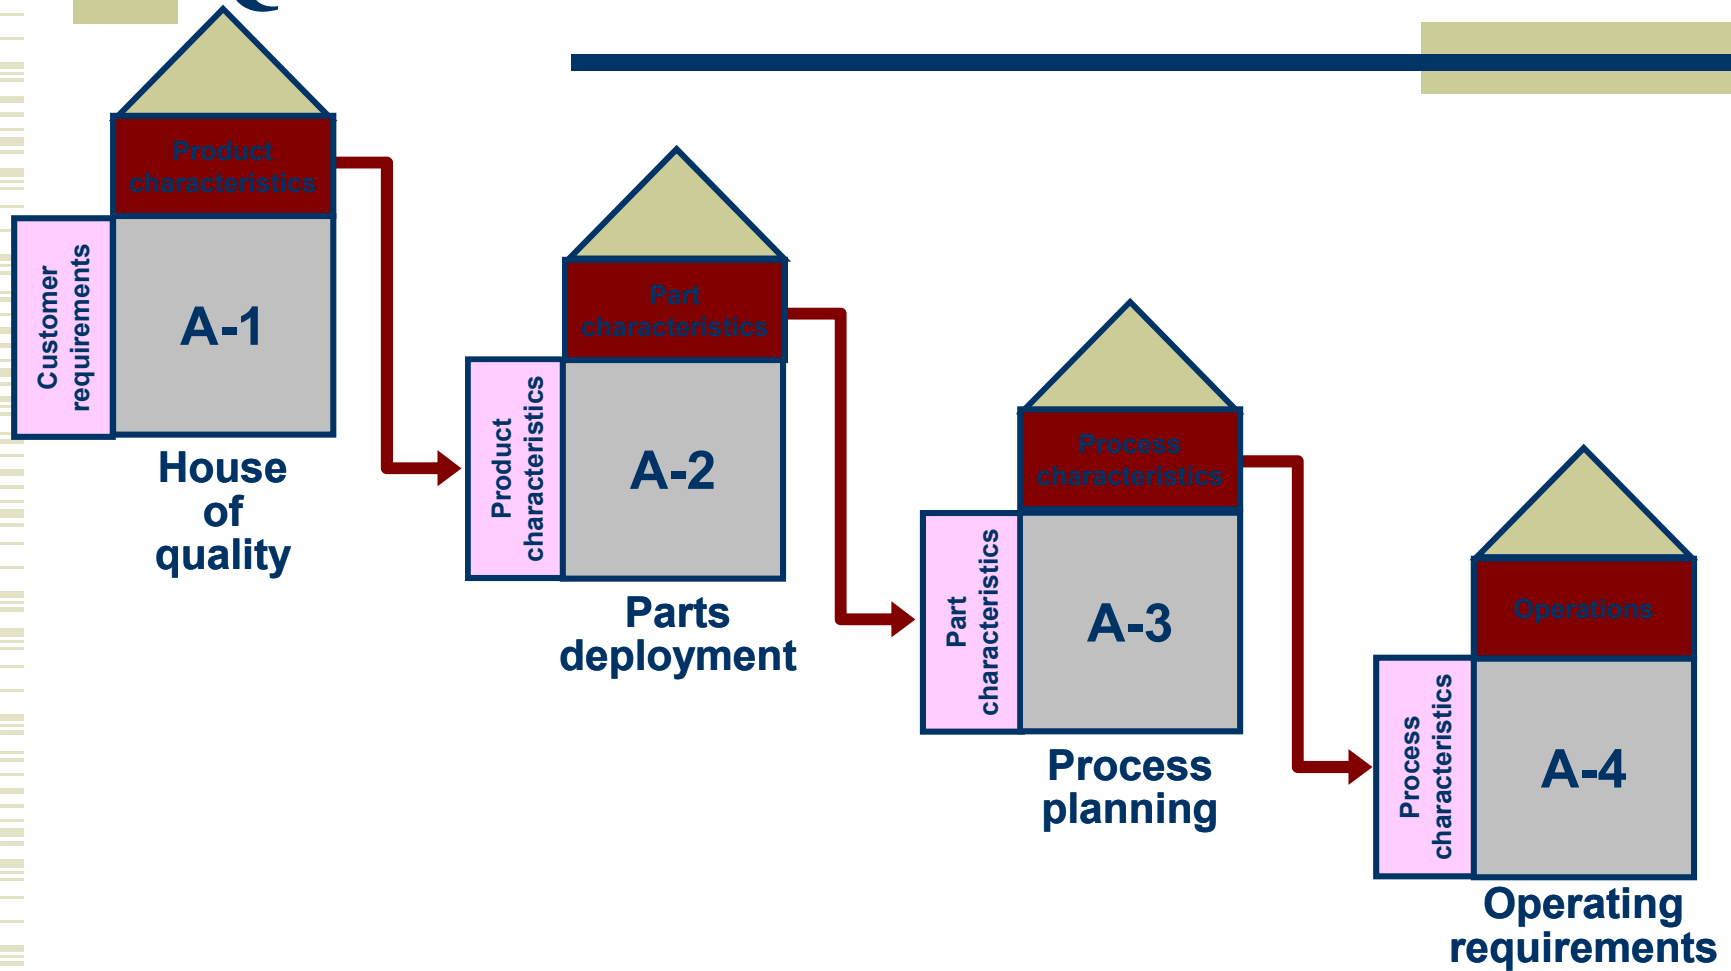 Product
characteristics
Customer
requirements
A-1
House
of
quality
Part
characteristics
Product
characteristics
A-2
Parts
deployment
Process
characteristics
Part
characteristics
A-3
Process
planning
Operations
Process
characteristics
A-4
Operating
requirements